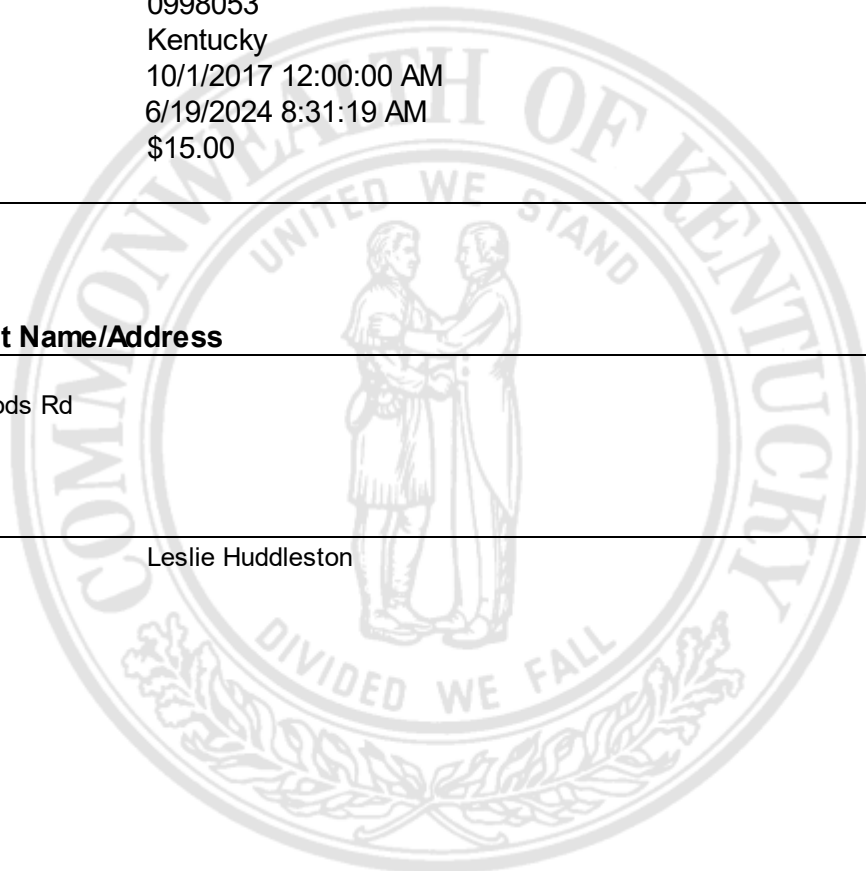 0998053
Kentucky
10/1/2017 12:00:00 AM
6/19/2024 8:31:19 AM
$15.00
COMMONWEALTH OF KENTUCKY
UNITED WE STAND
t Name/Address
ods Rd
Leslie Huddleston
DIVIDED WE FALL